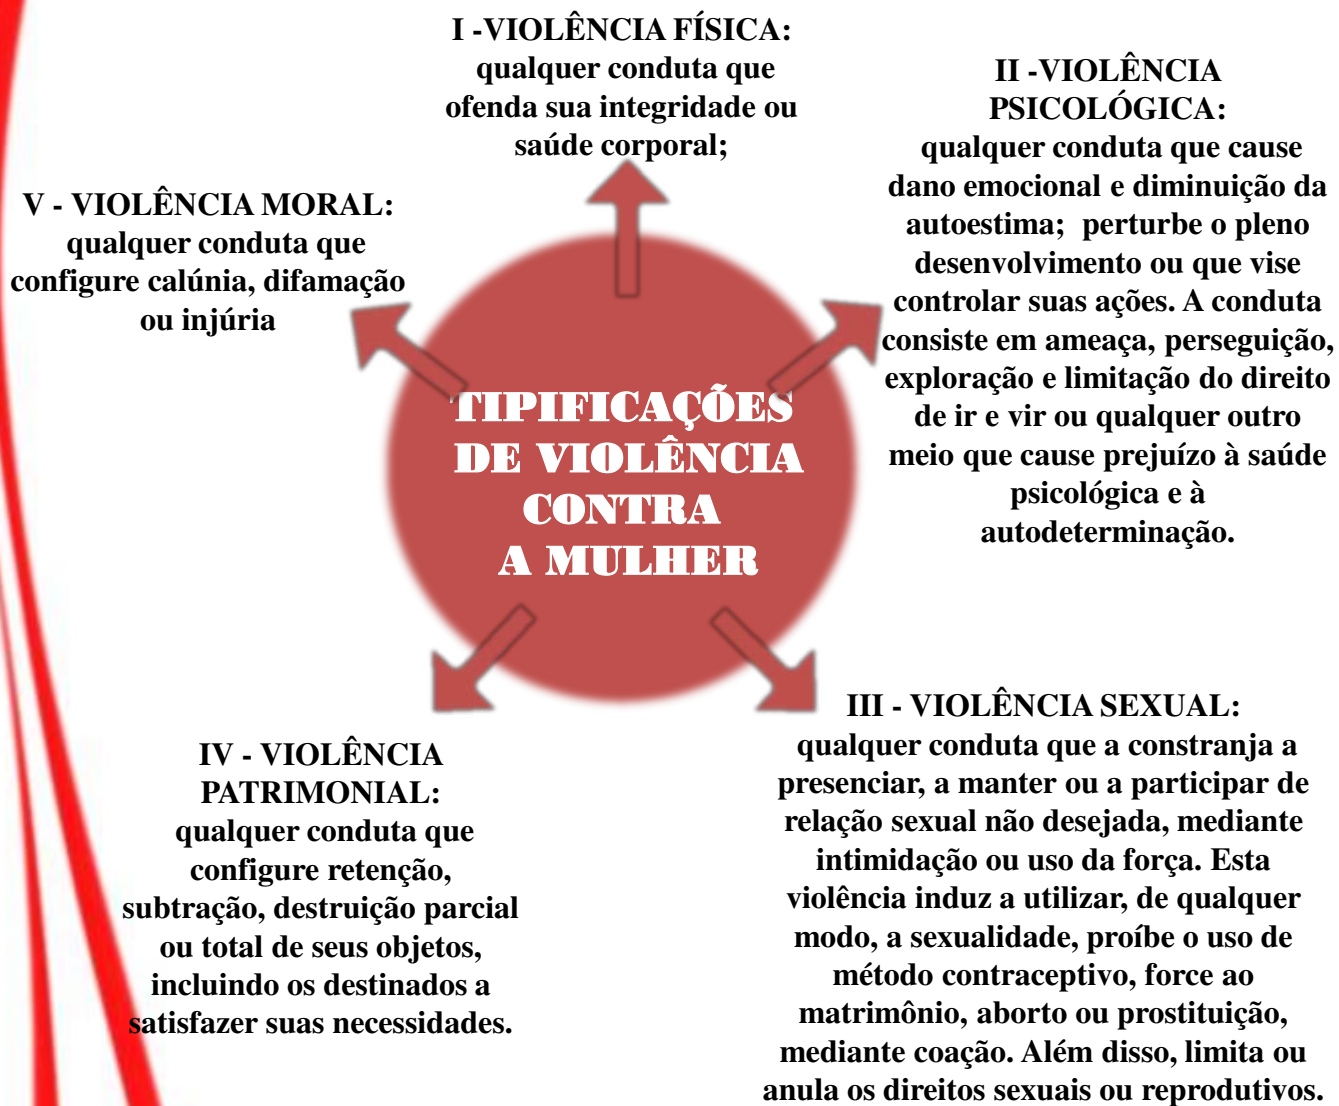 I -VIOLÊNCIA FÍSICA:
qualquer conduta que
ofenda sua integridade ou
saúde corporal;
II -VIOLÊNCIA
PSICOLÓGICA:
qualquer conduta que cause
dano emocional e diminuição da
autoestima; perturbe o pleno
desenvolvimento ou que vise
controlar suas ações. A conduta
consiste em ameaça, perseguição,
exploração e limitação do direito
de ir e vir ou qualquer outro
meio que cause prejuízo à saúde
psicológica e à
autodeterminação.
V - VIOLÊNCIA MORAL:
qualquer conduta que
configure calúnia, difamação
ou injúria
TIPIFICAÇÕES
DE VIOLÊNCIA
CONTRA
A MULHER
III - VIOLÊNCIA SEXUAL:
qualquer conduta que a constranja a
presenciar, a manter ou a participar de
relação sexual não desejada, mediante
intimidação ou uso da força. Esta
violência induz a utilizar, de qualquer
modo, a sexualidade, proíbe o uso de
método contraceptivo, force ao
matrimônio, aborto ou prostituição,
mediante coação. Além disso, limita ou
anula os direitos sexuais ou reprodutivos.
IV - VIOLÊNCIA
PATRIMONIAL:
qualquer conduta que
configure retenção,
subtração, destruição parcial
ou total de seus objetos,
incluindo os destinados a
satisfazer suas necessidades.